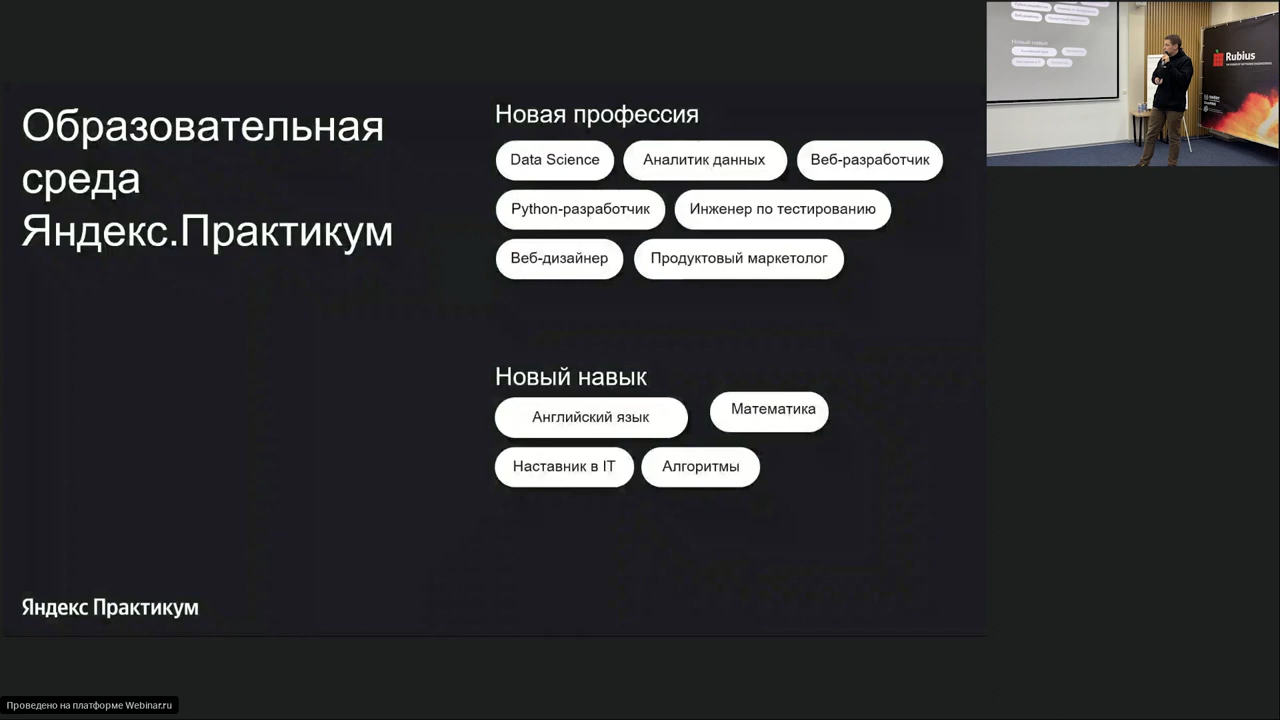 Образовательная
среда
Яндекс.Практикум
Новая профессия
Data Science
Аналитик данных
Веб-разработчик
Python-разработчик
Инженер по тестированию
Веб-дизайнер
Продуктовый маркетолог
Новый навык
Английский язык
Математика
Наставник в IT
Алгоритмы
Яндекс Практикум
Rubius
Проведено на платформе Webinar.ru